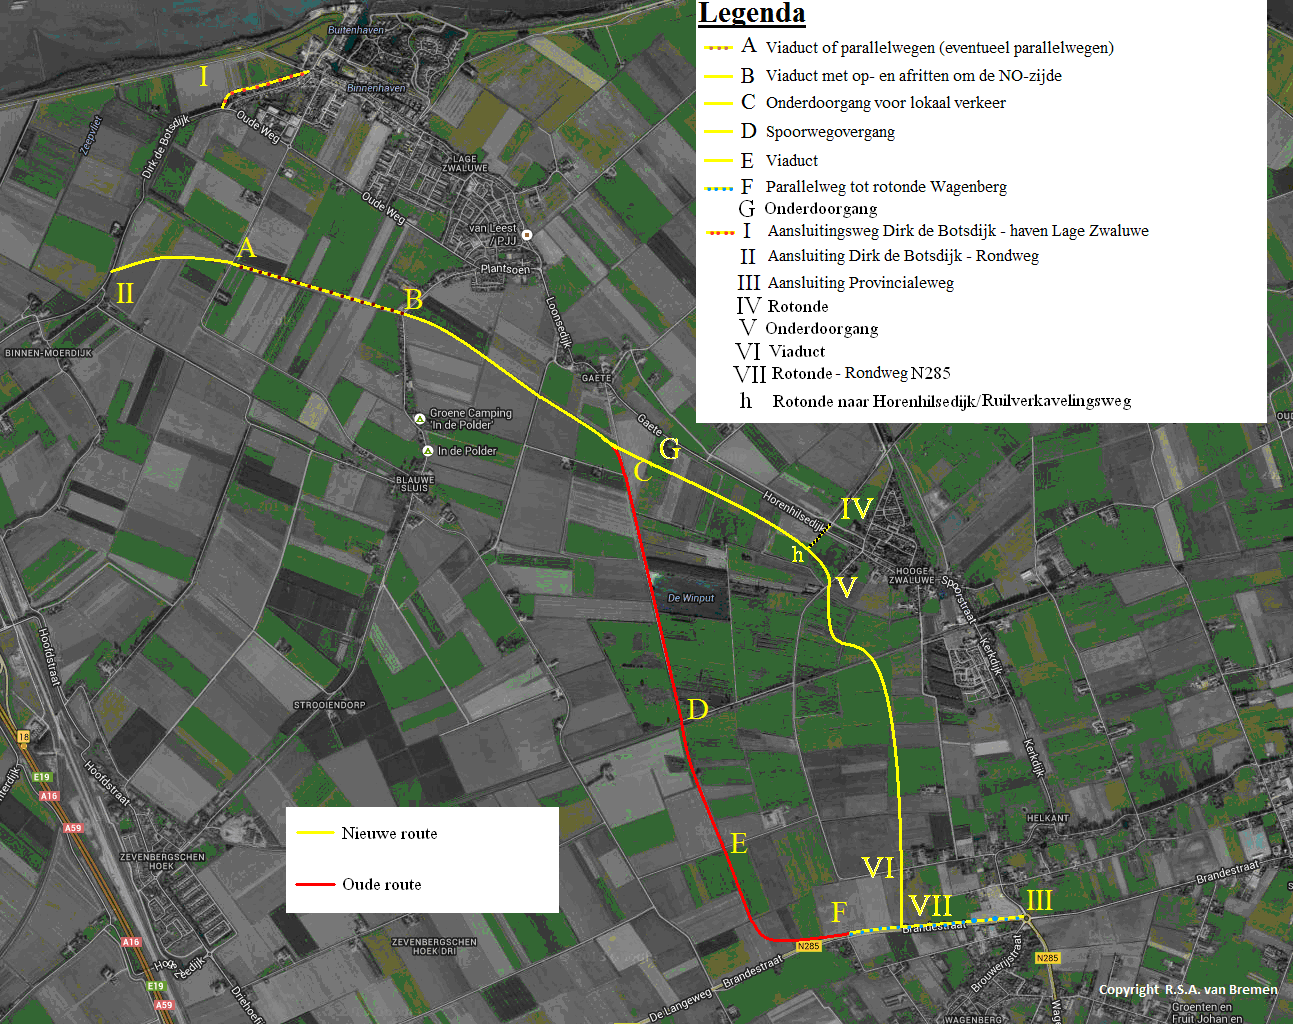 Legenda
A Viaduct of parallelwegen (eventueel parallelwegen)
B Viaduct met op- en afritten om de NO-zijde
C Onderdoorgang voor lokaal verkeer
D Spoorwegovergang
E Viaduct
F Parallelweg tot rotonde Wagenberg
G Onderdoorgang
I Aansluitingsweg Dirk de Botsdijk - haven Lage Zwaluwe
II Aansluiting Dirk de Botsdijk - Rondweg
III Aansluiting Provincialeweg
IV Rotonde
V Onderdoorgang
VI Viaduct
VII Rotonde - Rondweg N285
h Rotonde naar Horenhilsedijk/Ruilverkavelingsweg
Buitenhaven
I
Binnenhaven
Zeepvliet
Dirk de Botsdijk
Oude Weg
LAGE
ZWALUWE
Oude Weg
van Leest
/ PJJ
A
Plantsoen
II
B
Loonsedijk
BINNEN-MOERDIJK
GAETE
Groene Camping
'In de Polder'
Gaete
In de Polder
G
C
BLAUWE
SLUIS
Horenhilsedijk
IV
h
HOOGE
ZWALUWE
V
De Winput
Spoorstraat
Kerkdijk
Hoofdstraat
STROOIENDORP
D
18
E19
A16
Hoofdstraat
Kerkdijk
A59
Nieuwe route
Oude route
HELKANT
E
ZEVENBERGSCHEN
HOEK
VI
Brandestraat
VII
III
F
Brandestraat
A16
ZEVENBERGSCHEN
HOEK DRI
N285
Brouwerijstraat
N285
Zeedijk
Brandestraat
E19
A59
De Langeweg
Copyright R.S.A. van Bremen
WAGENBERG
Groenten en
Fruit Johan en